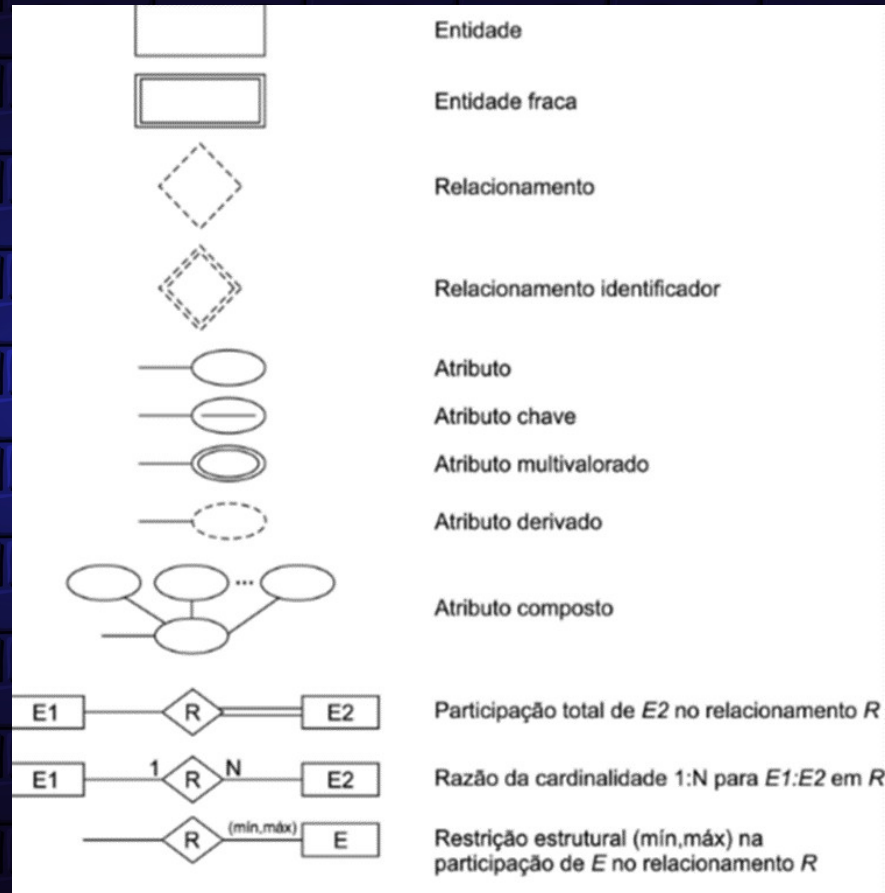 Entidade
Entidade fraca
Relacionamento
Relacionamento identificador
Atributo
Atributo chave
Atributo multivalorado
Atributo derivado
...
Atributo composto
E1 R E2 Participação total de E2 no relacionamento R
E1 1 R N E2 Razão da cardinalidade 1:N para E1:E2 em R
R (mín,máx) E Restrição estrutural (mín,máx) na
participação de E no relacionamento R